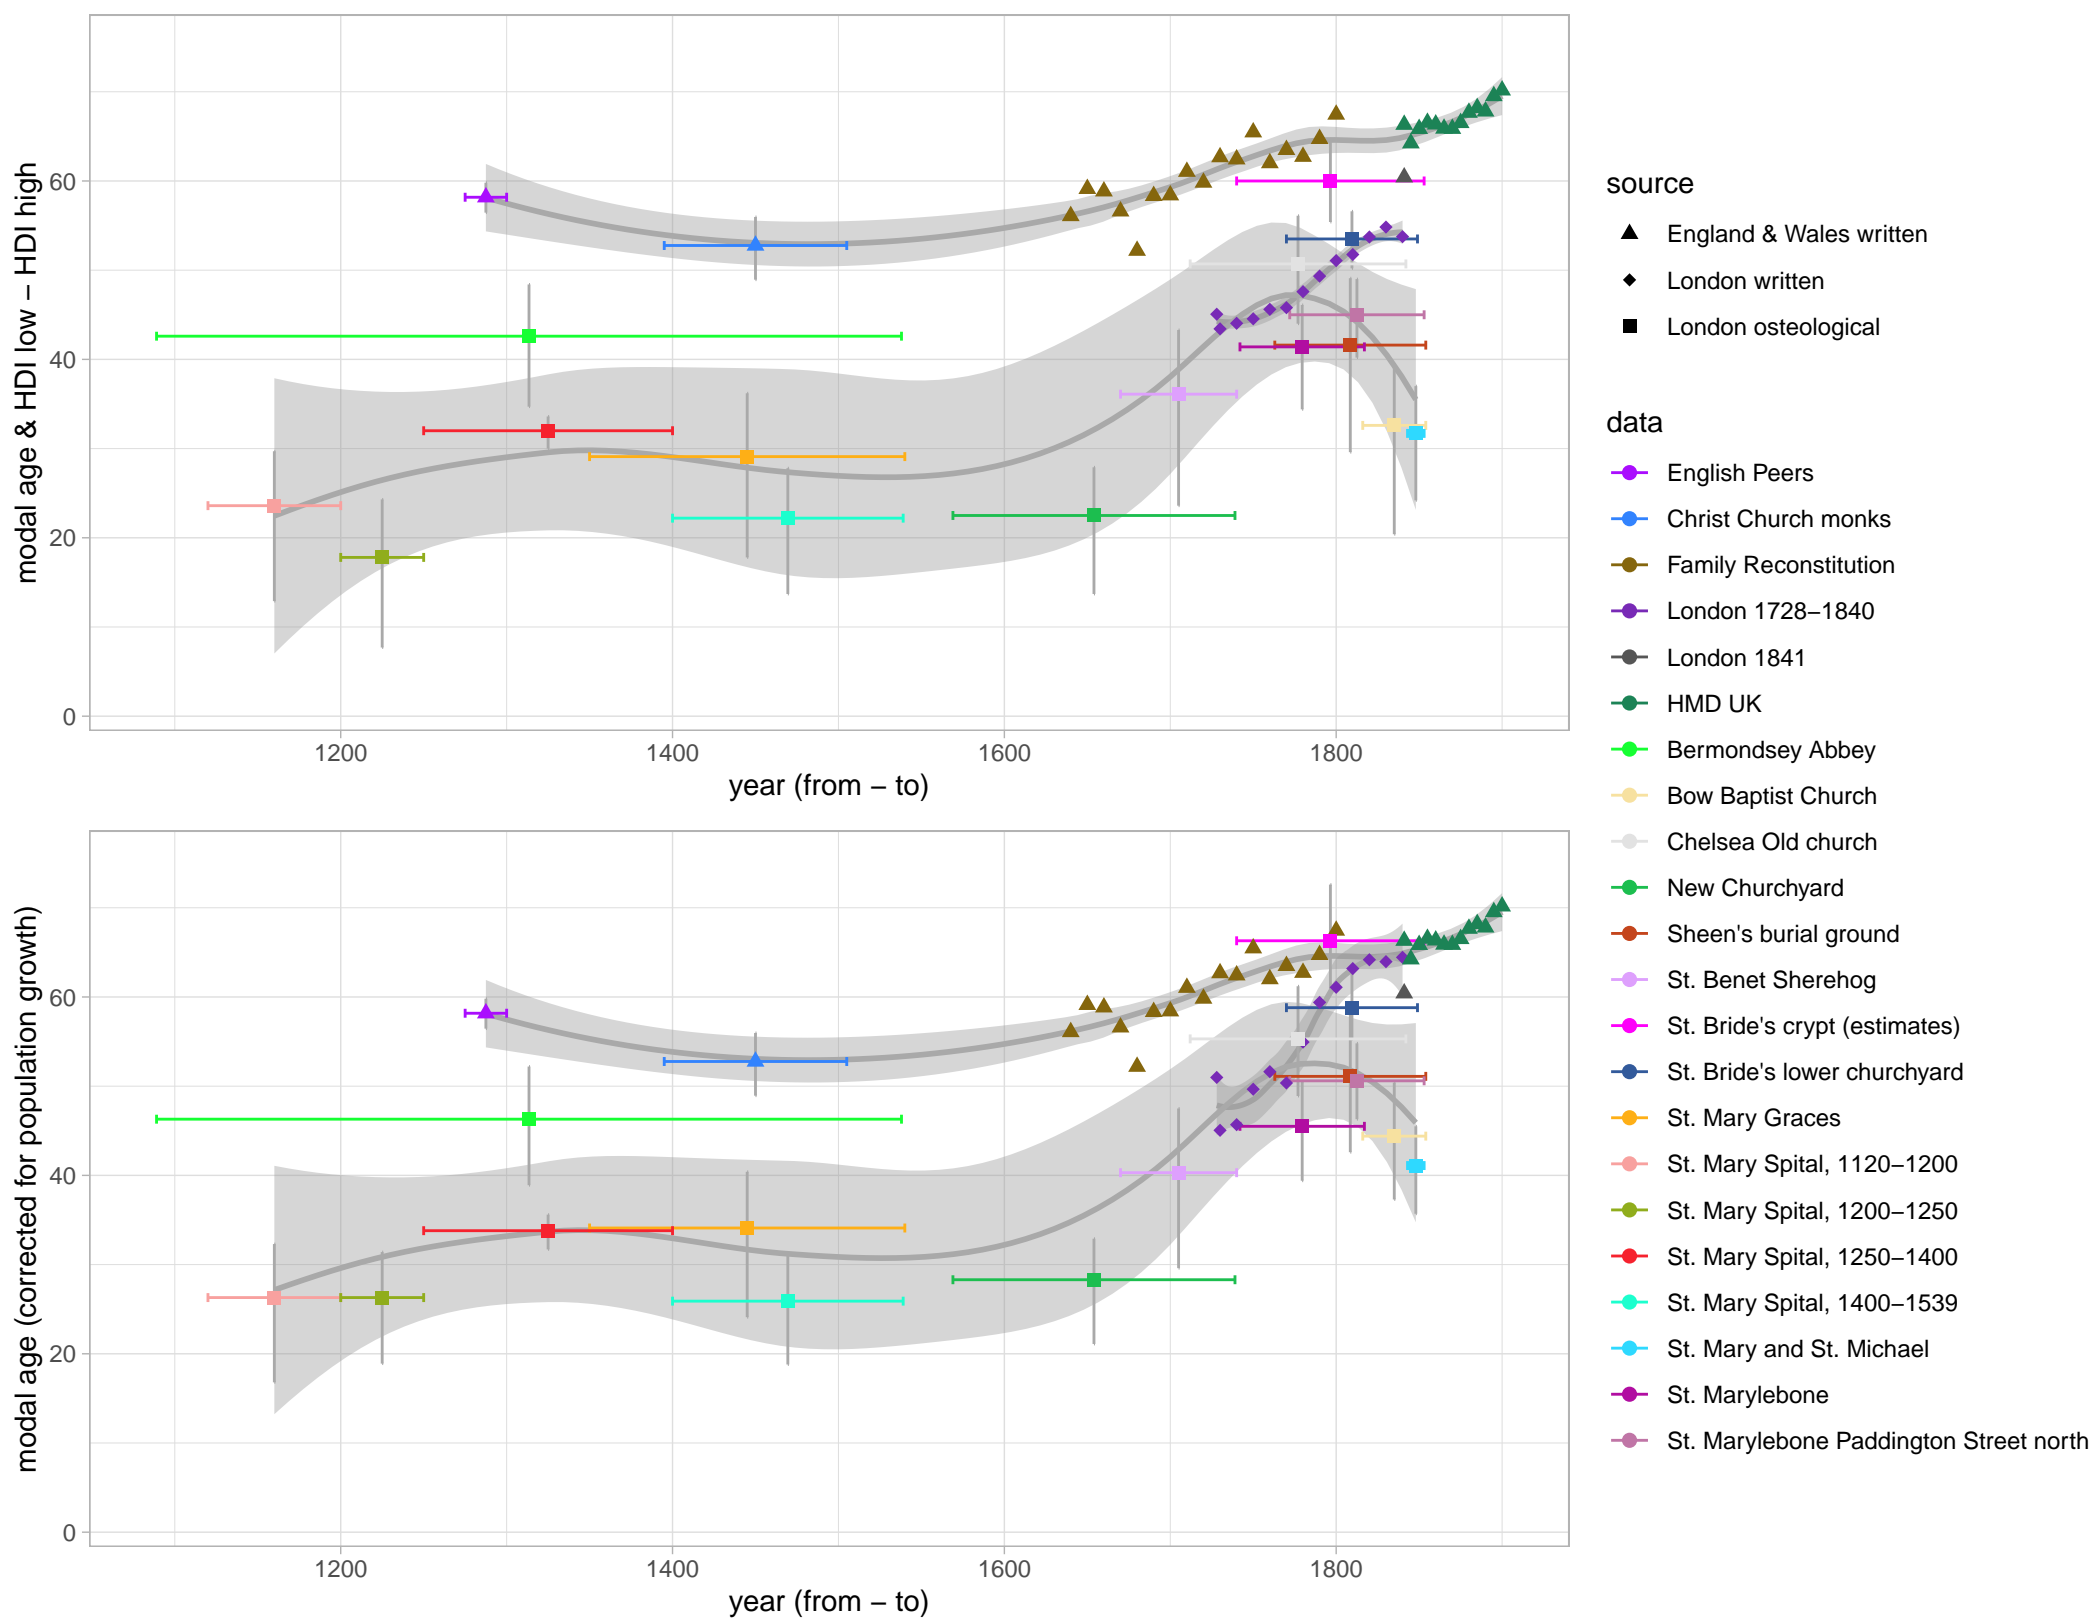 modal age & HDI low – HDI high
60
40
20
0
1200
1400
1600
1800
year (from – to)
modal age (corrected for population growth)
60
40
20
0
1200
1400
1600
1800
year (from – to)
source
England & Wales written
London written
London osteological
data
English Peers
Christ Church monks
Family Reconstitution
London 1728–1840
London 1841
HMD UK
Bermondsey Abbey
Bow Baptist Church
Chelsea Old church
New Churchyard
Sheen's burial ground
St. Benet Sherehog
St. Bride's crypt (estimates)
St. Bride's lower churchyard
St. Mary Graces
St. Mary Spital, 1120–1200
St. Mary Spital, 1200–1250
St. Mary Spital, 1250–1400
St. Mary Spital, 1400–1539
St. Mary and St. Michael
St. Marylebone
St. Marylebone Paddington Street north